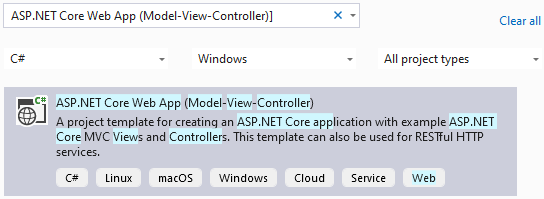 ASP.NET Core Web App (Model-View-Controller)]
Clear all
C# Windows All project types
C#
ASP.NET Core Web App (Model-View-Controller)
A project template for creating an ASP.NET Core application with example ASP.NET
Core MVC Views and Controllers. This template can also be used for RESTful HTTP
services.
C# Linux macOS Windows Cloud Service Web